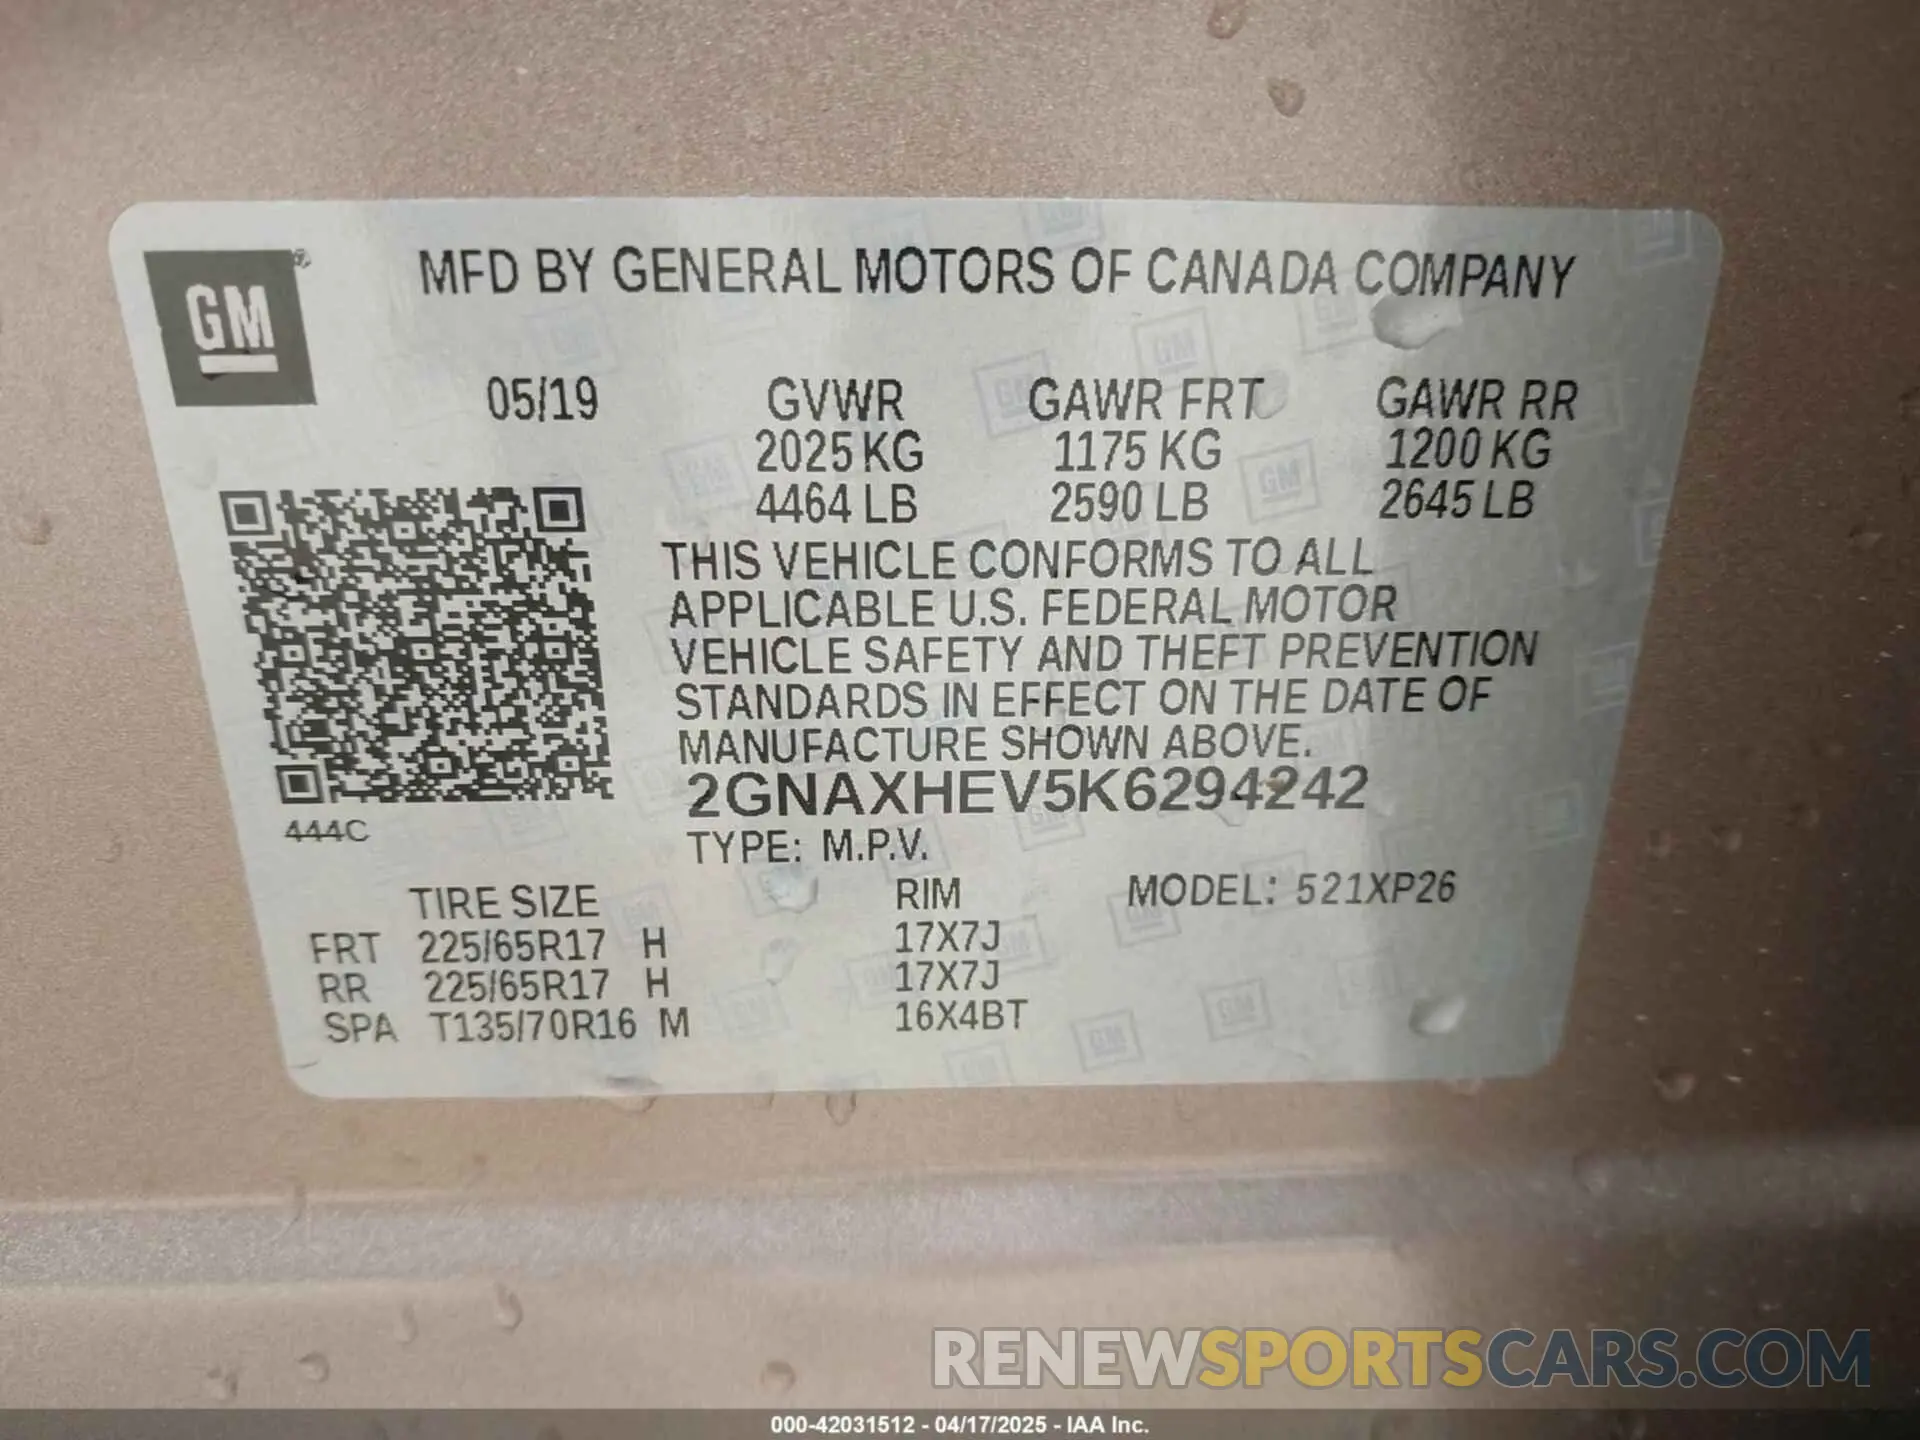 GM
MFD BY GENERAL MOTORS OF CANADA COMPANY
05/19 GVWR GAWR FRT GAWR RR
2025 KG 1175 KG 1200 KG
4464 LB 2590 LB 2645 LB
THIS VEHICLE CONFORMS TO ALL
APPLICABLE U.S. FEDERAL MOTOR
VEHICLE SAFETY AND THEFT PREVENTION
STANDARDS IN EFFECT ON THE DATE OF
MANUFACTURE SHOWN ABOVE.
2GNAXHEV5K6294242
444C
TYPE: M.P.V.
TIRE SIZE RIM MODEL: 521XP26
FRT 225/65R17 H 17X7J
RR 225/65R17 H 17X7J
SPA T135/70R16 M 16X4BT
RENEWSPORTSCARS.COM
000-42031512 - 04/17/2025 - IAA Inc.